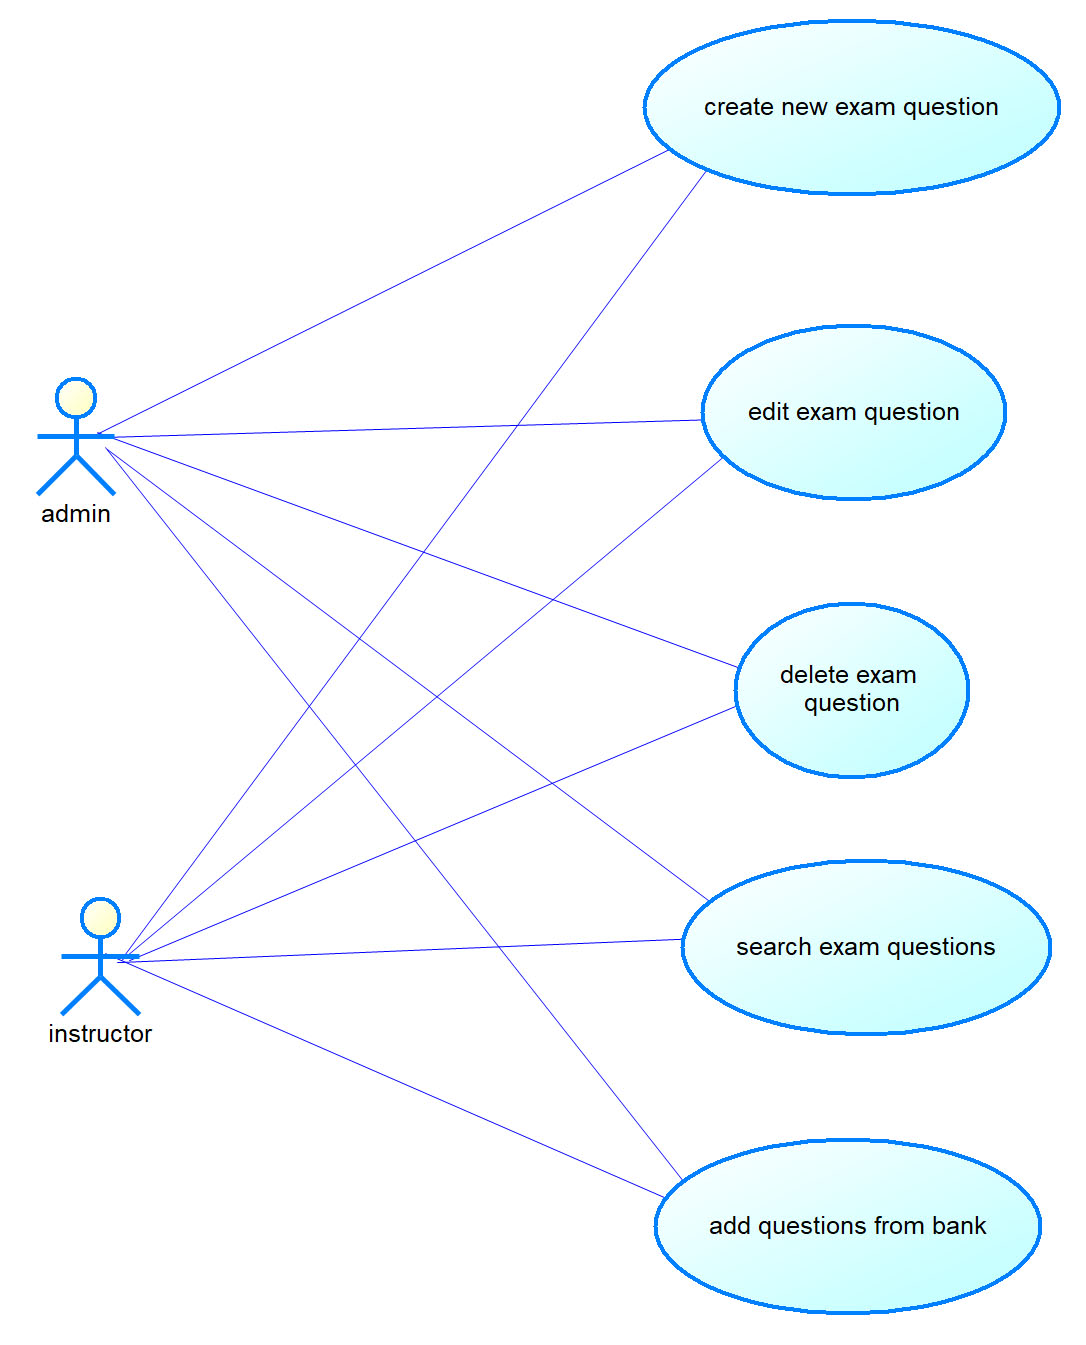 create new exam question
edit exam question
admin
delete exam
question
search exam questions
instructor
add questions from bank